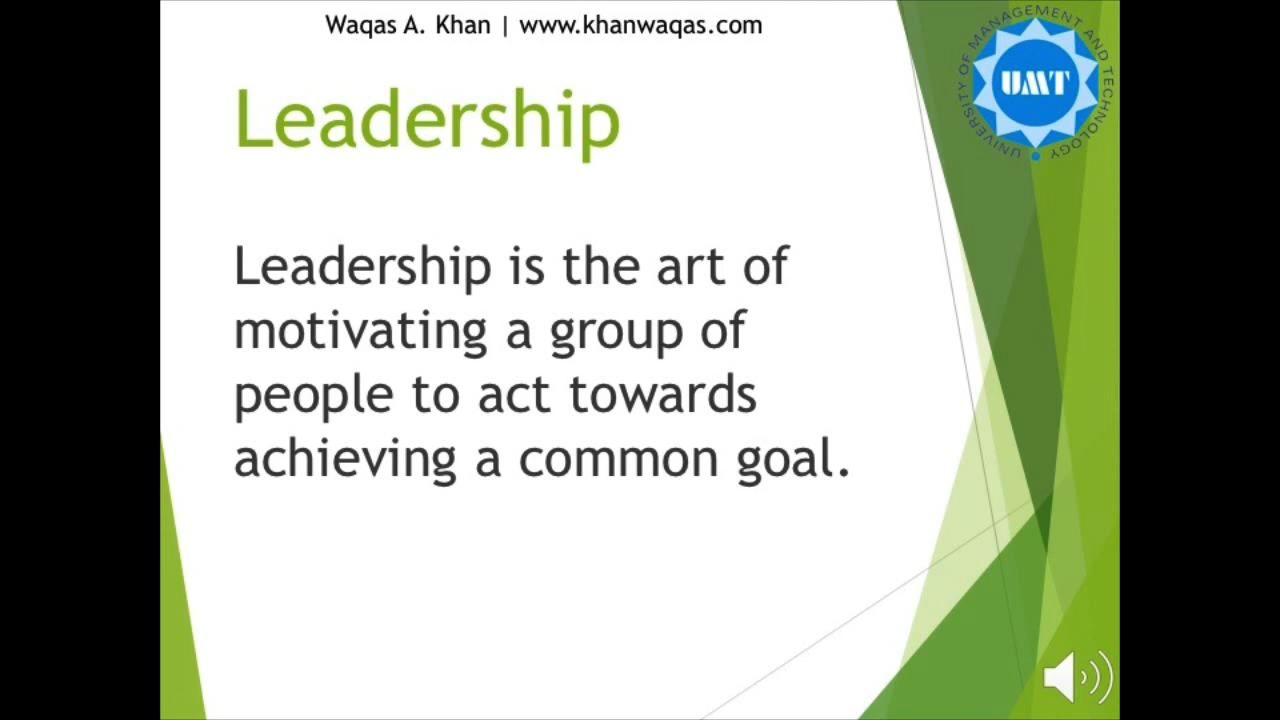 Waqas A. Khan | www.khanwaqas.com
UNIVERSITY OF MANAGEMENT AND TECHNOLOGY
UMT
Leadership
Leadership is the art of
motivating a group of
people to act towards
achieving a common goal.